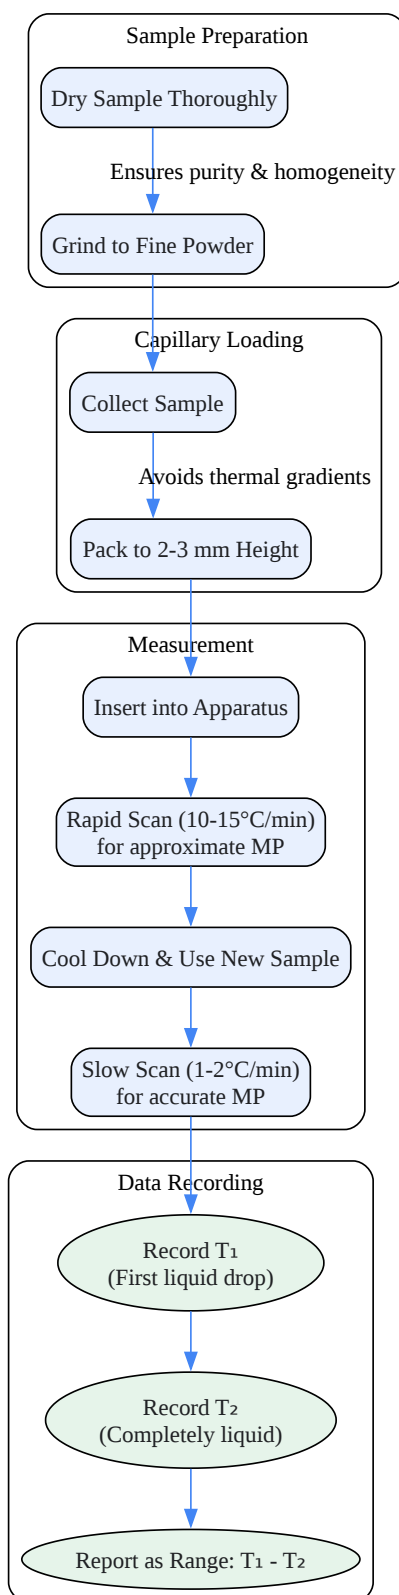 Sample Preparation
Dry Sample Thoroughly
Ensures purity & homogeneity
Grind to Fine Powder
Capillary Loading
Collect Sample
Avoids thermal gradients
Pack to 2-3 mm Height
Measurement
Insert into Apparatus
Rapid Scan (10-15°C/min)
for approximate MP
Cool Down & Use New Sample
Slow Scan (1-2°C/min)
for accurate MP
Data Recording
Record T₁
(First liquid drop)
Record T₂
(Completely liquid)
Report as Range: T₁ - T₂